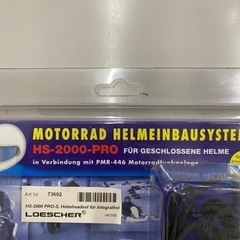 MOTORRAD HELMEINBAUSYSTEM
HS-2000-PRO FÜR GESCHLOSSENE HELME
in Verbindung mit PMR-446 Motorradfunkanlage
Art.Nr. 73692
HS-2000 PRO-S, Helmheadset für Integralhel
LOESCHER rechts